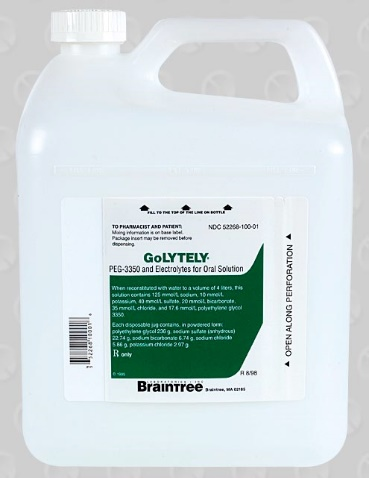 FILL TO THE TOP OF THE LINE ON BOTTLE
TO PHARMACIST AND PATIENT:
NDC 52268-100-01
Mixing information is on base label.
Package insert may be removed before
dispensing.
GoLYTELY
PEG-3350 and Electrolytes for Oral Solution
When reconstituted with water to a volume of 4 liters, this
solution contains 125 mmol/L sodium, 10 mmol/L
potassium, 40 mmol/L sulfate, 20 mmol/L bicarbonate,
35 mmol/L chloride, and 17.6 mmol/L polyethylene glycol
3350.
Each disposable jug contains, in powdered form:
polyethylene glycol 236 g, sodium sulfate (anhydrous)
22.74 g, sodium bicarbonate 6.74 g, sodium chloride
5.86 g, potassium chloride 2.97 g.
R only
R 8/98
LABORATORIES
BRAINTREE
Braintree, MA 02185
OPEN ALONG PERFORATION